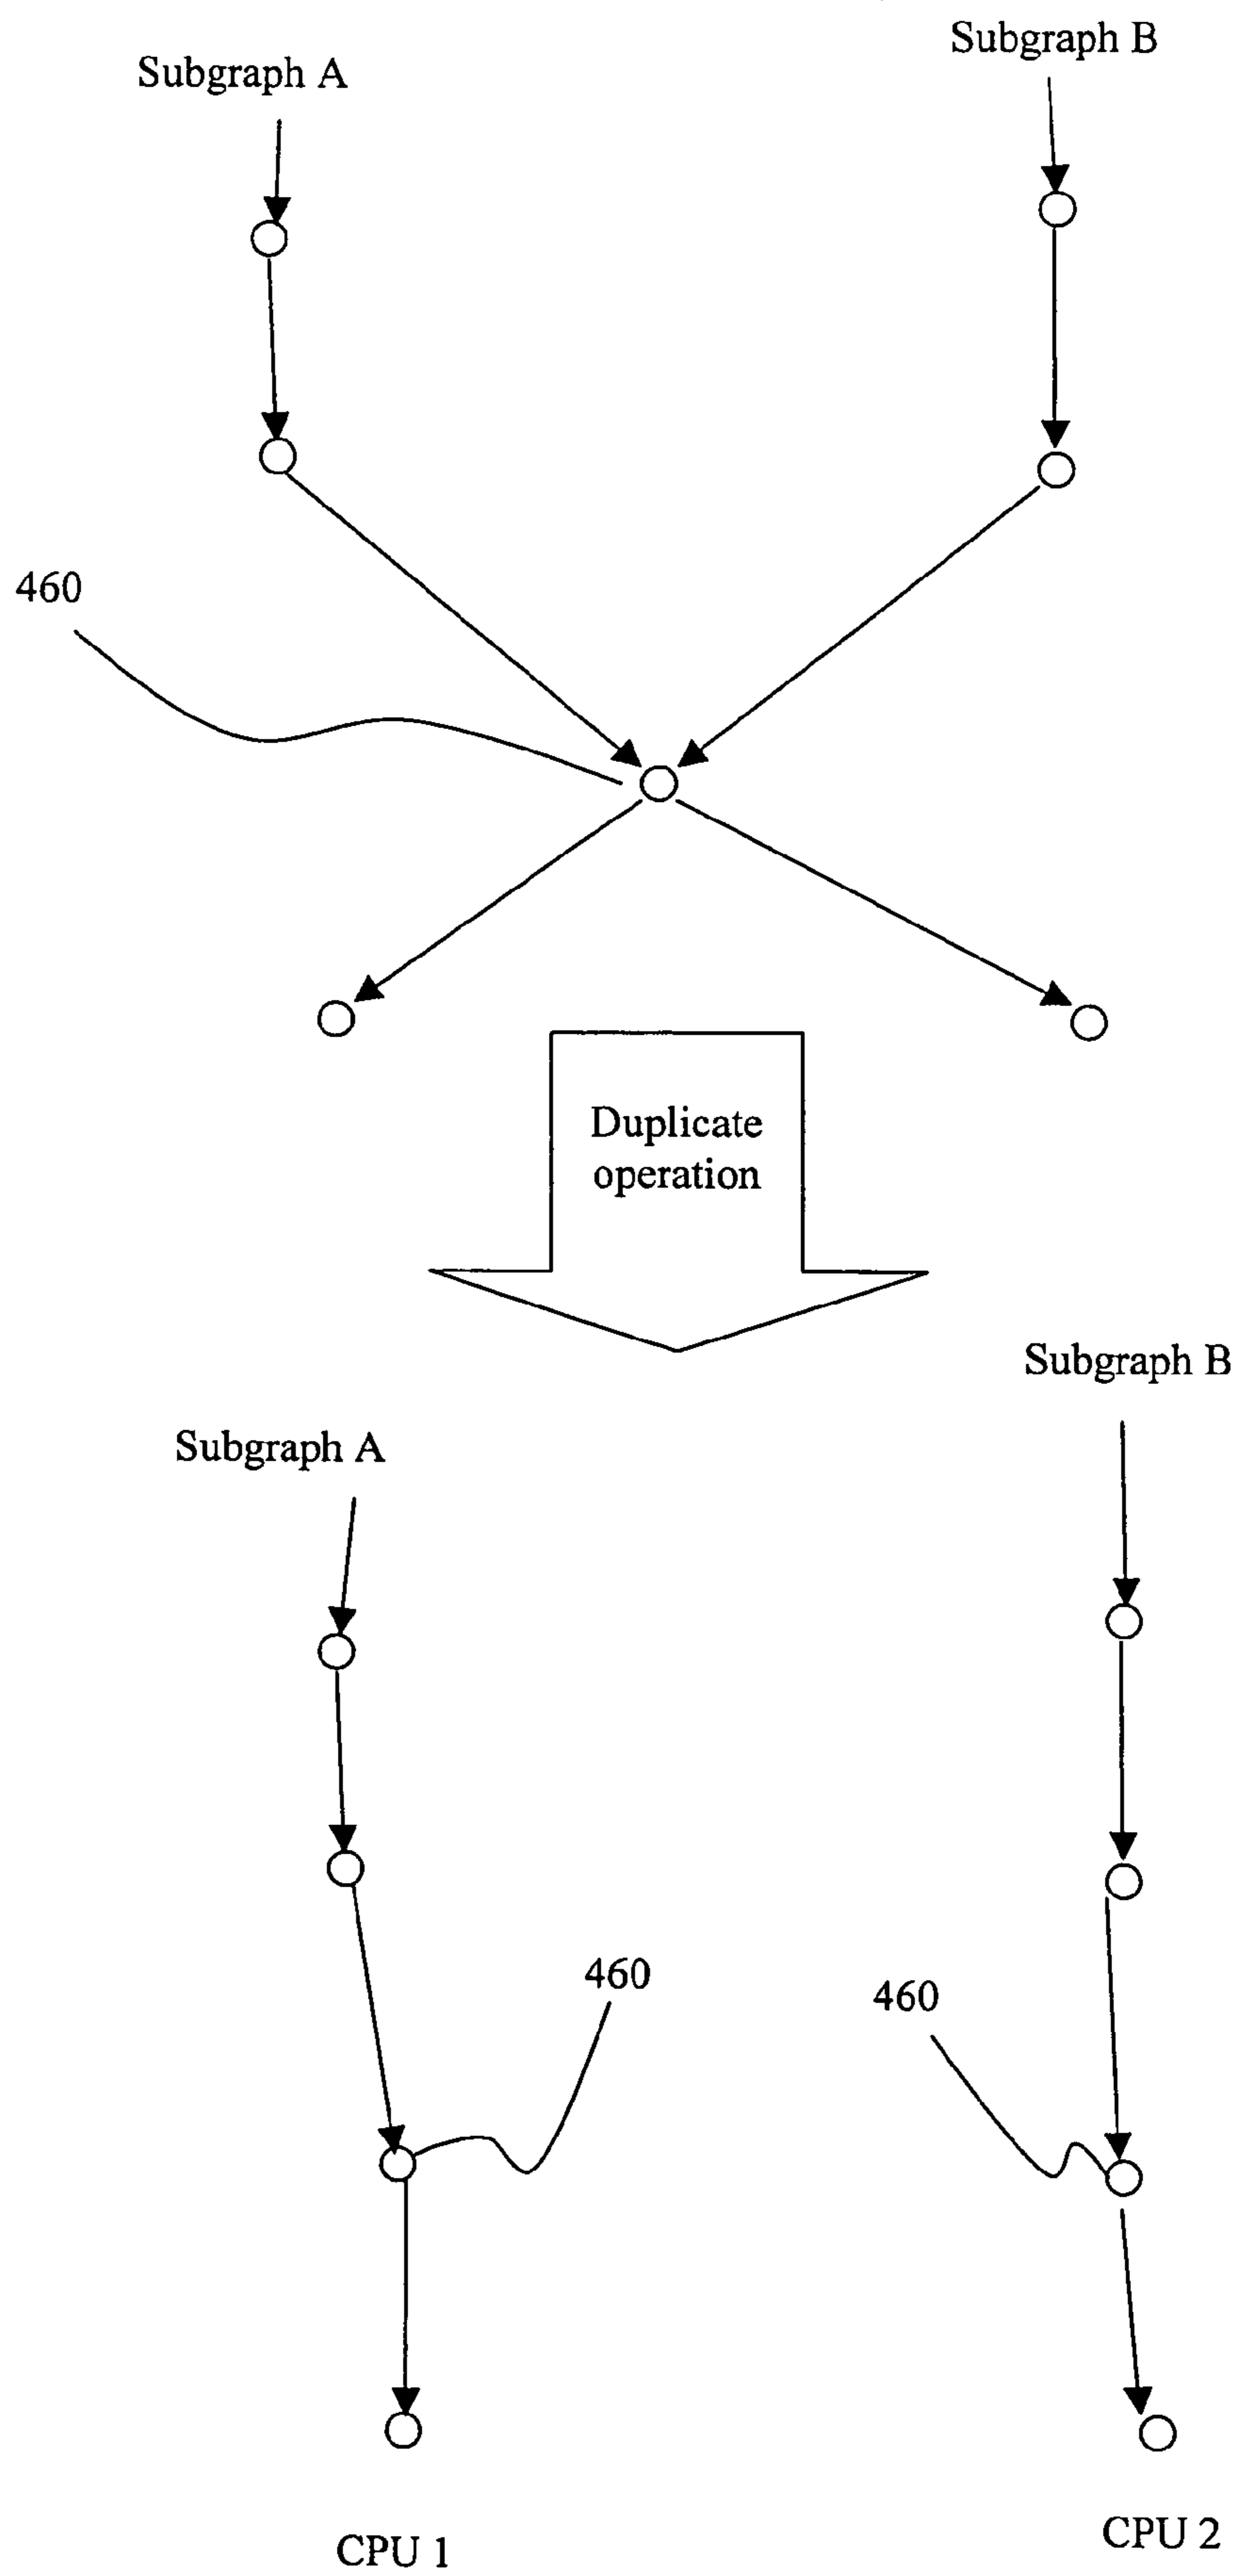 Subgraph A
Subgraph B
460
Duplicate
operation
Subgraph B
Subgraph A
460
460
CPU 1
CPU 2